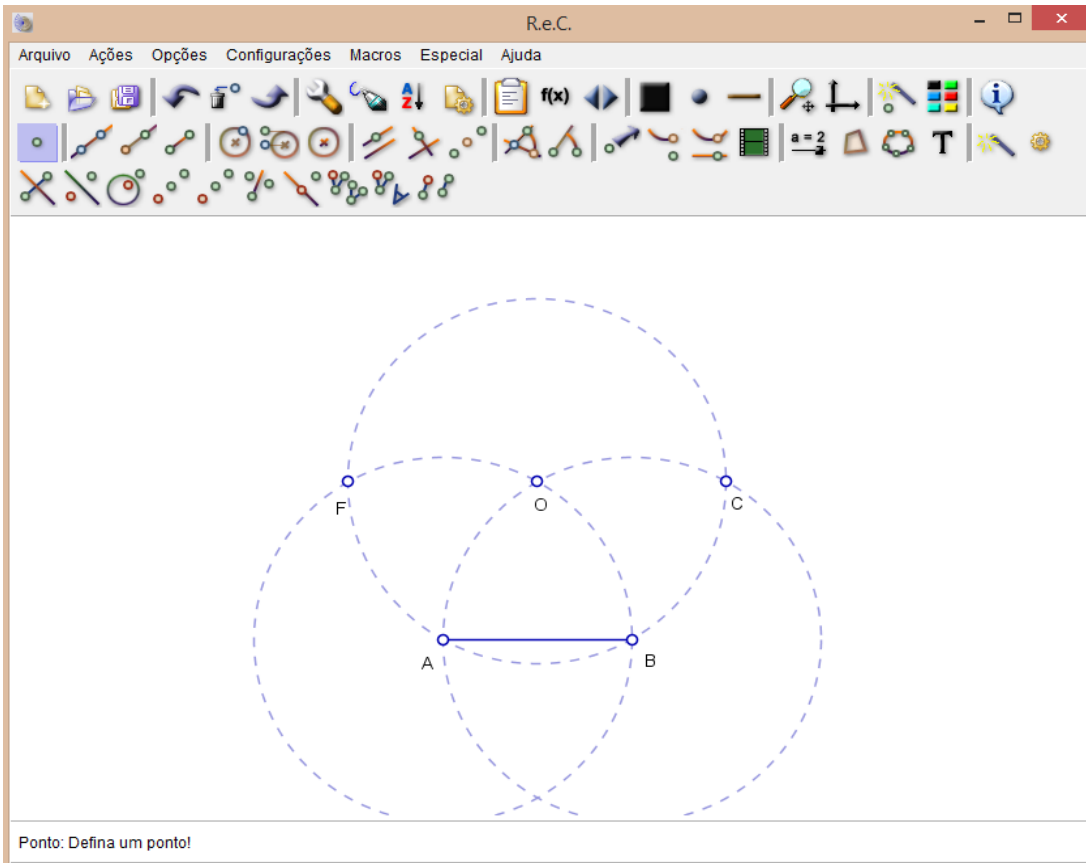 R.e.C.
Arquivo Ações Opções Configurações Macros Especial Ajuda
A Z f(x)
a = 2 T
F O C
A B
Ponto: Defina um ponto!